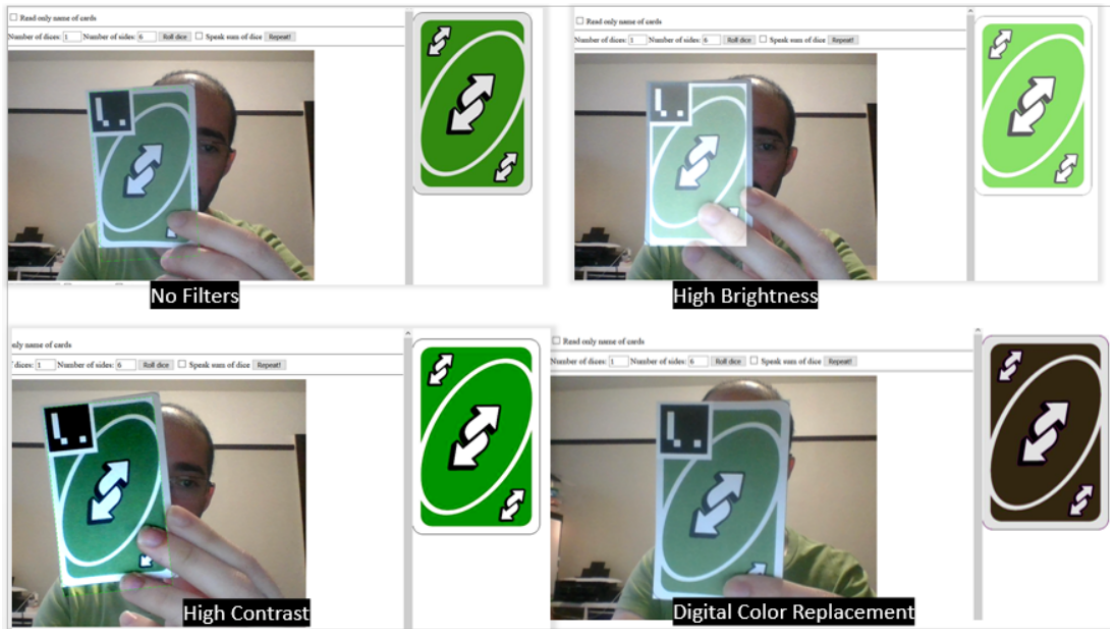 Read only name of cards
Number of dices: 1 Number of sides: 6 Roll dice Speak sum of dice Repeat!
No Filters
Read only name of cards
Number of dices: 1 Number of sides: 6 Roll dice Speak sum of dice Repeat!
High Brightness
only name of cards
dices: 1 Number of sides: 6 Roll dice Speak sum of dice Repeat!
High Contrast
Read only name of cards
Number of dices: 1 Number of sides: 6 Roll dice Speak sum of dice Repeat!
Digital Color Replacement